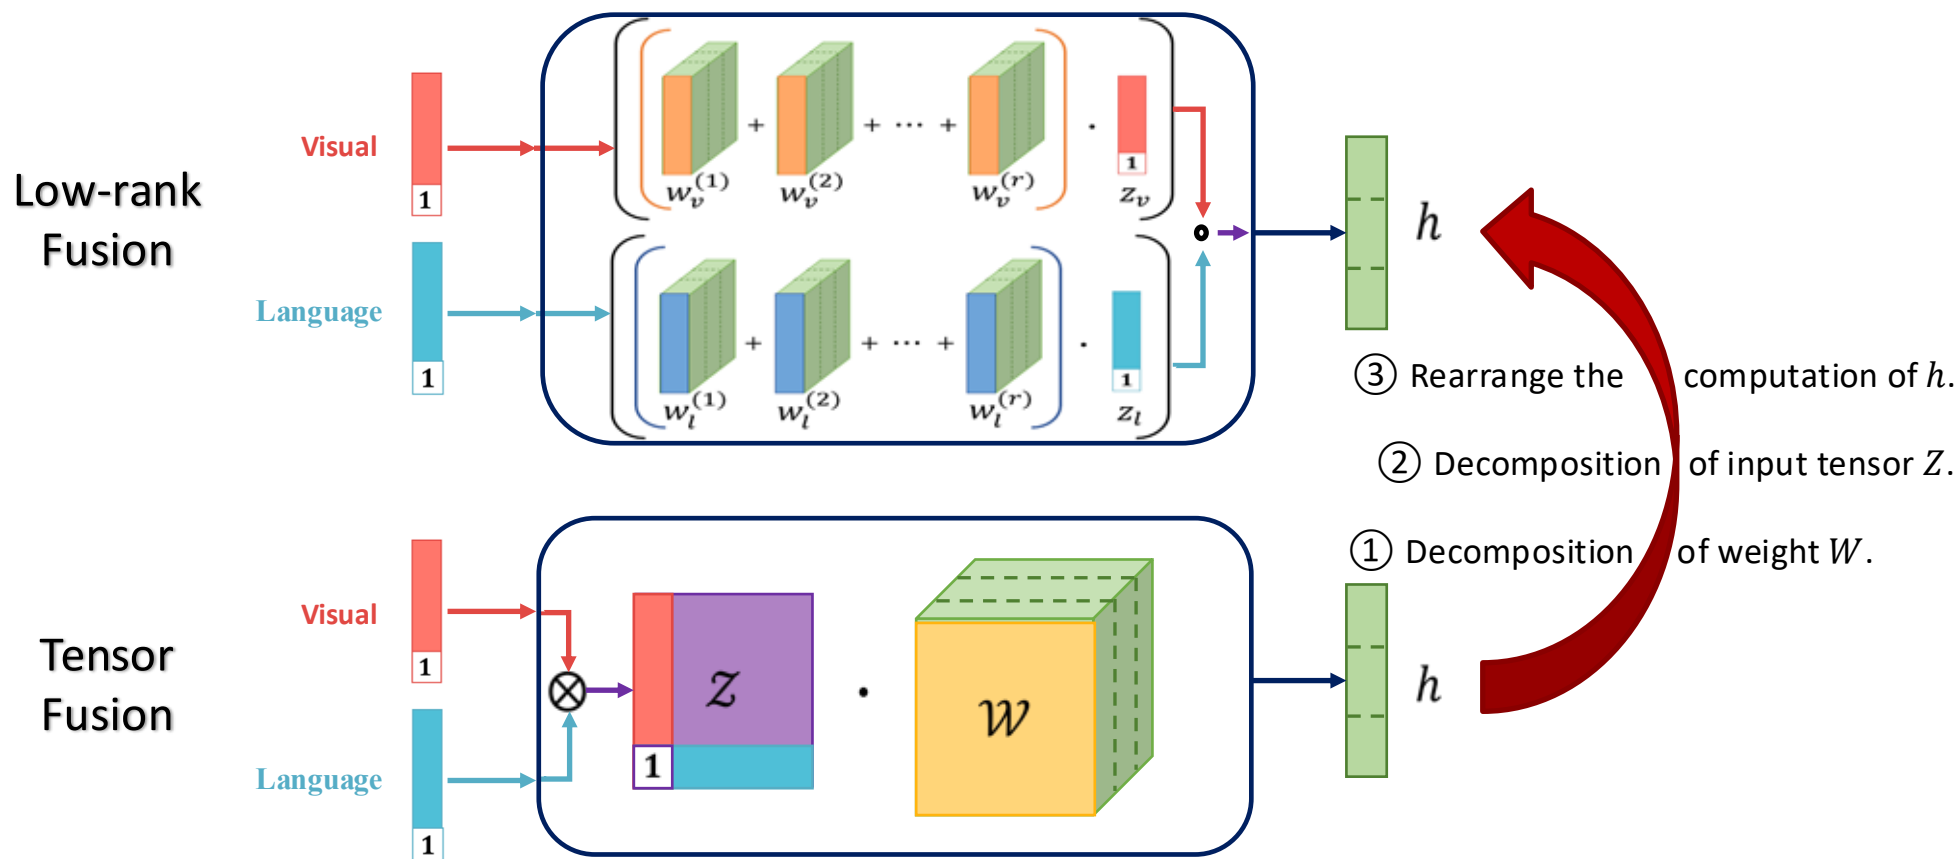 Low-rank
Fusion
Visual
1
Language
1
w_v^(1) + w_v^(2) + ··· + w_v^(r) · z_v
1
w_l^(1) + w_l^(2) + ··· + w_l^(r) · z_l
1
h
③ Rearrange the computation of h.
② Decomposition of input tensor Z.
① Decomposition of weight W.
Tensor
Fusion
Visual
1
Language
1
⊗
Z · W
1
h